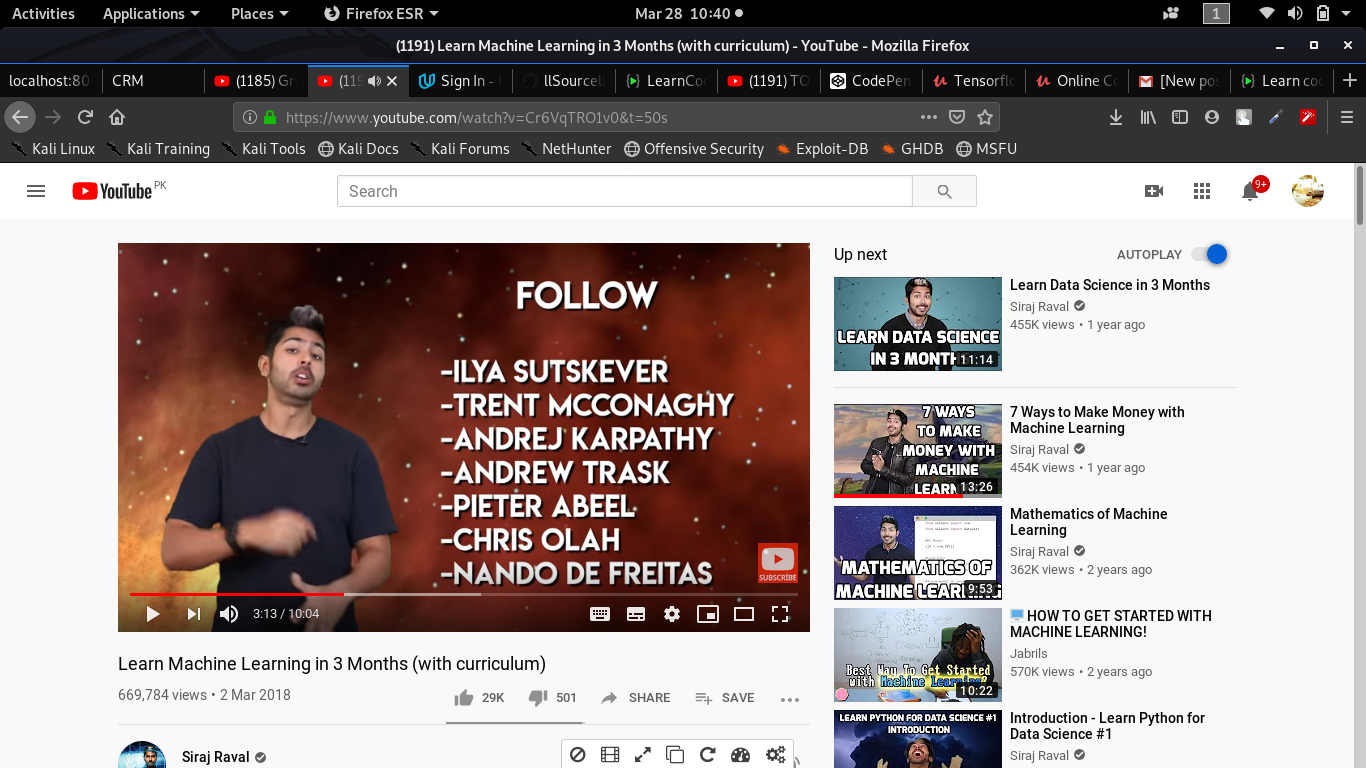 Activities Applications Places Firefox ESR Mar 28 10:40 1
(1191) Learn Machine Learning in 3 Months (with curriculum) - YouTube - Mozilla Firefox
localhost:80 CRM (1185) Gr (119 Sign In - llSourcel LearnCo (1191) TO CodePen Tensorflo Online Co [New pos Learn co
https://www.youtube.com/watch?v=Cr6VqTRO1v0&t=50s
Kali Linux Kali Training Kali Tools Kali Docs Kali Forums NetHunter Offensive Security Exploit-DB GHDB MSFU
YouTube PK
Search
9+
FOLLOW
-ILYA SUTSKEVER
-TRENT MCCONAGHY
-ANDREJ KARPATHY
-ANDREW TRASK
-PIETER ABEEL
-CHRIS OLAH
-NANDO DE FREITAS
SUBSCRIBE
3:13 / 10:04
Learn Machine Learning in 3 Months (with curriculum)
669,784 views • 2 Mar 2018
29K 501 SHARE SAVE
Siraj Raval
Up next AUTOPLAY
LEARN DATA SCIENCE
IN 3 MONTH
11:14
Learn Data Science in 3 Months
Siraj Raval
455K views • 1 year ago
7 WAYS
TO MAKE
MONEY WITH
MACHINE
LEARN
13:26
7 Ways to Make Money with
Machine Learning
Siraj Raval
454K views • 1 year ago
MATHEMATICS OF
MACHINE LEARNING
9:53
Mathematics of Machine
Learning
Siraj Raval
362K views • 2 years ago
Best Way To Get Started
with Machine Learning?
10:22
HOW TO GET STARTED WITH
MACHINE LEARNING!
Jabrils
570K views • 2 years ago
LEARN PYTHON FOR DATA SCIENCE #1
INTRODUCTION
Introduction - Learn Python for
Data Science #1
Siraj Raval